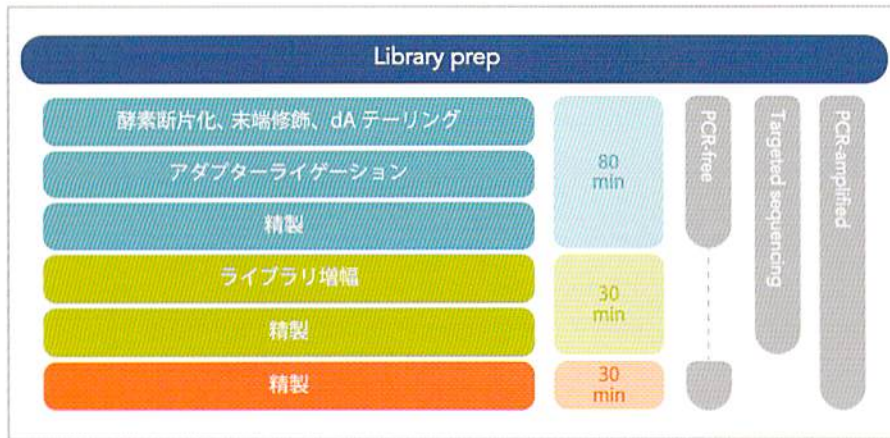 Library prep
酵素断片化、末端修飾、dA テーリング
アダプターライゲーション
精製
80
min
ライブラリ増幅
精製
30
min
精製
30
min
PCR-free
Targeted sequencing
PCR-amplified